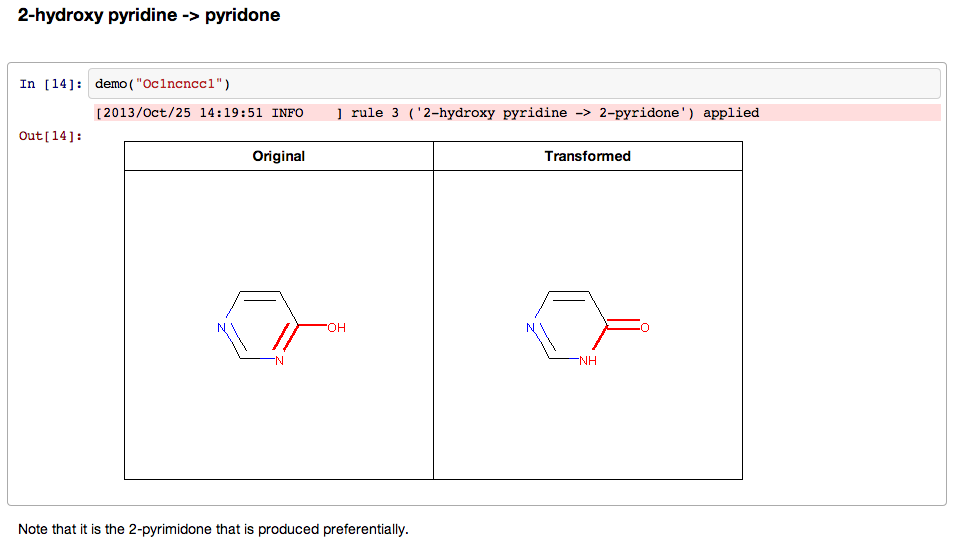 2-hydroxy pyridine -> pyridone
In [14]: demo("Oc1ncncc1")
[2013/Oct/25 14:19:51 INFO    ] rule 3 ('2-hydroxy pyridine -> 2-pyridone') applied
Out[14]:
Original Transformed
N OH N O
N NH
Note that it is the 2-pyrimidone that is produced preferentially.